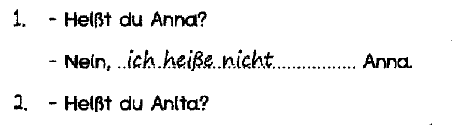 1. - Heißt du Anna?
- Nein, ich heiße nicht Anna.
2. - Heißt du Anita?